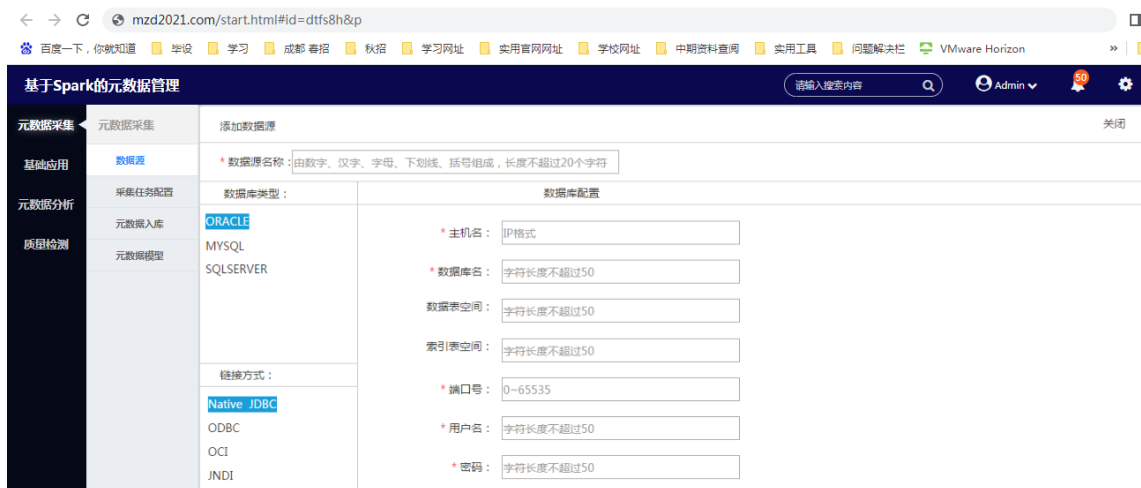 mzd2021.com/start.html#id=dtfs8h&p
百度一下，你就知道 毕设 学习 成都 春招 秋招 学习网址 实用官网网址 学校网址 中期资料查阅 实用工具 问题解决栏 VMware Horizon »
基于Spark的元数据管理 请输入搜索内容 Admin 50
元数据采集 元数据采集 添加数据源 关闭
基础应用 数据源 * 数据源名称： 由数字、汉字、字母、下划线、括号组成，长度不超过20个字符
采集任务配置 数据库类型： 数据库配置
元数据分析
元数据入库 ORACLE * 主机名： IP格式
质量检测 MYSQL
元数据模型 SQLSERVER * 数据库名： 字符长度不超过50
数据表空间： 字符长度不超过50
索引表空间： 字符长度不超过50
链接方式：
* 端口号： 0~65535
Native JDBC
ODBC * 用户名： 字符长度不超过50
OCI
JNDI * 密码： 字符长度不超过50